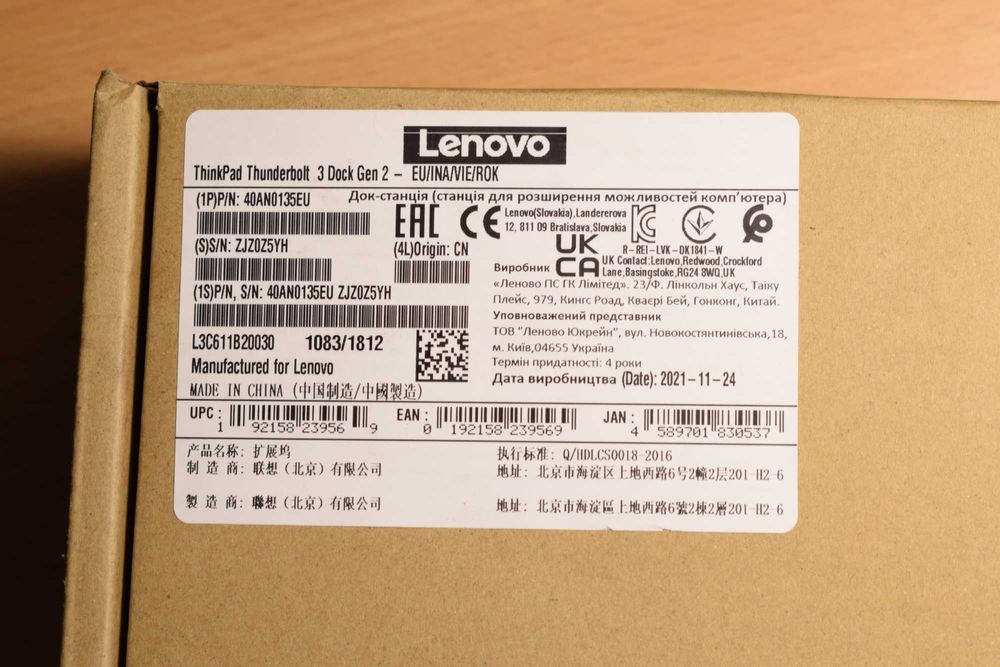 Lenovo
ThinkPad Thunderbolt 3 Dock Gen 2 – EU/INA/VIE/ROK
Док-станція (станція для розширення можливостей комп'ютера)
(1P)P/N: 40AN0135EU
EAC CE
Lenovo(Slovakia),Landererova
12, 811 09 Bratislava,Slovakia
(S)S/N: ZJZ0Z5YH
(4L)Origin: CN
UK
CA
R-REI-LVK-DK1841-W
UK Contact:Lenovo,Redwood,Crockford
Lane,Basingstoke,RG24 8WQ,UK
(1S)P/N, S/N: 40AN0135EU ZJZ0Z5YH
Виробник
«Леново ПС ГК Лімітед». 23/Ф. Лінкольн Хаус, Таіку
Плейс, 979, Кингс Роад, Кваєрі Бей, Гонконг, Китай.
Уповноважений представник
ТОВ "Леново Юкрейн", вул. Новокостянтинівська,18,
м. Київ,04655 Україна
Термін придатності: 4 роки
Дата виробництва (Date): 2021-11-24
L3C611B20030 1083/1812
Manufactured for Lenovo
MADE IN CHINA (中国制造/中國製造)
UPC: 1 92158 23956 9
EAN: 0 192158 239569
JAN: 4 589701 830537
产品名称: 扩展坞
执行标准: Q/HDLCS0018-2016
制 造 商: 联想（北京）有限公司
地址: 北京市海淀区上地西路6号2幢2层201-H2-6
製 造 商: 聯想（北京）有限公司
地址: 北京市海淀區上地西路6號2棟2層201-H2-6